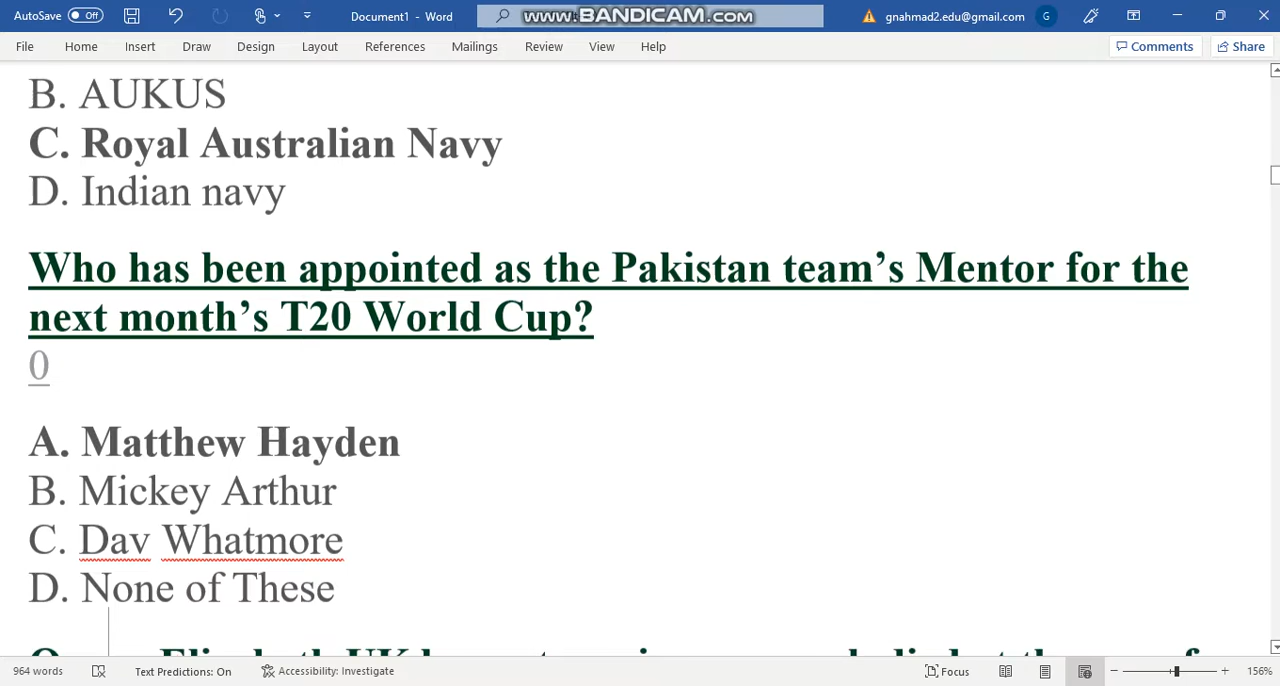 AutoSave Off Document1 - Word www.BANDICAM.com gnahmad2.edu@gmail.com G
File Home Insert Draw Design Layout References Mailings Review View Help Comments Share
B. AUKUS
C. Royal Australian Navy
D. Indian navy
Who has been appointed as the Pakistan team’s Mentor for the
next month’s T20 World Cup?
0
A. Matthew Hayden
B. Mickey Arthur
C. Dav Whatmore
D. None of These
964 words Text Predictions: On Accessibility: Investigate Focus 156%